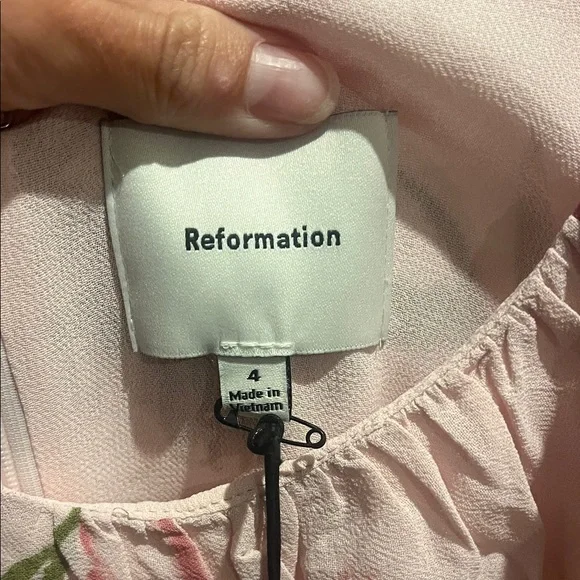 Reformation
4
Made in
Vietnam